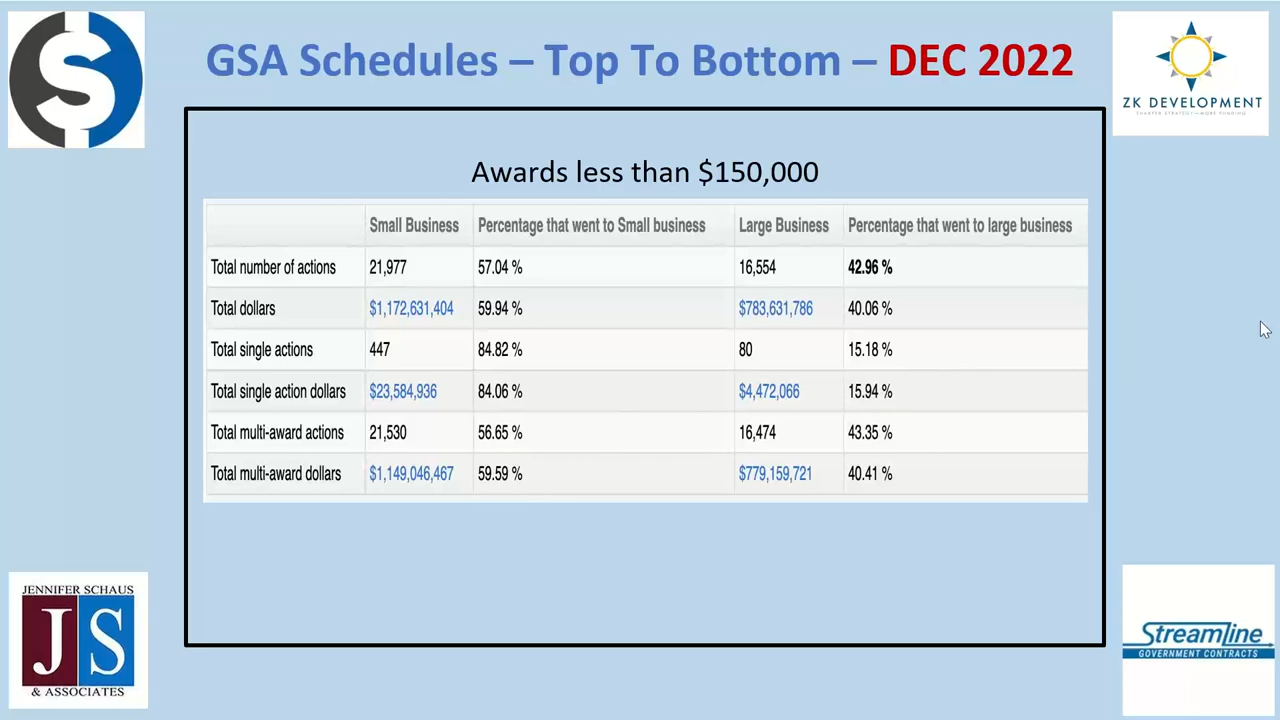 GSA Schedules – Top To Bottom – DEC 2022
ZK DEVELOPMENT
Awards less than $150,000
Small Business Percentage that went to Small business Large Business Percentage that went to large business
Total number of actions 21,977 57.04 % 16,554 42.96 %
Total dollars $1,172,631,404 59.94 % $783,631,786 40.06 %
Total single actions 447 84.82 % 80 15.18 %
Total single action dollars $23,584,936 84.06 % $4,472,066 15.94 %
Total multi-award actions 21,530 56.65 % 16,474 43.35 %
Total multi-award dollars $1,149,046,467 59.59 % $779,159,721 40.41 %
JENNIFER SCHAUS
JS
& ASSOCIATES
Streamline
GOVERNMENT CONTRACTS